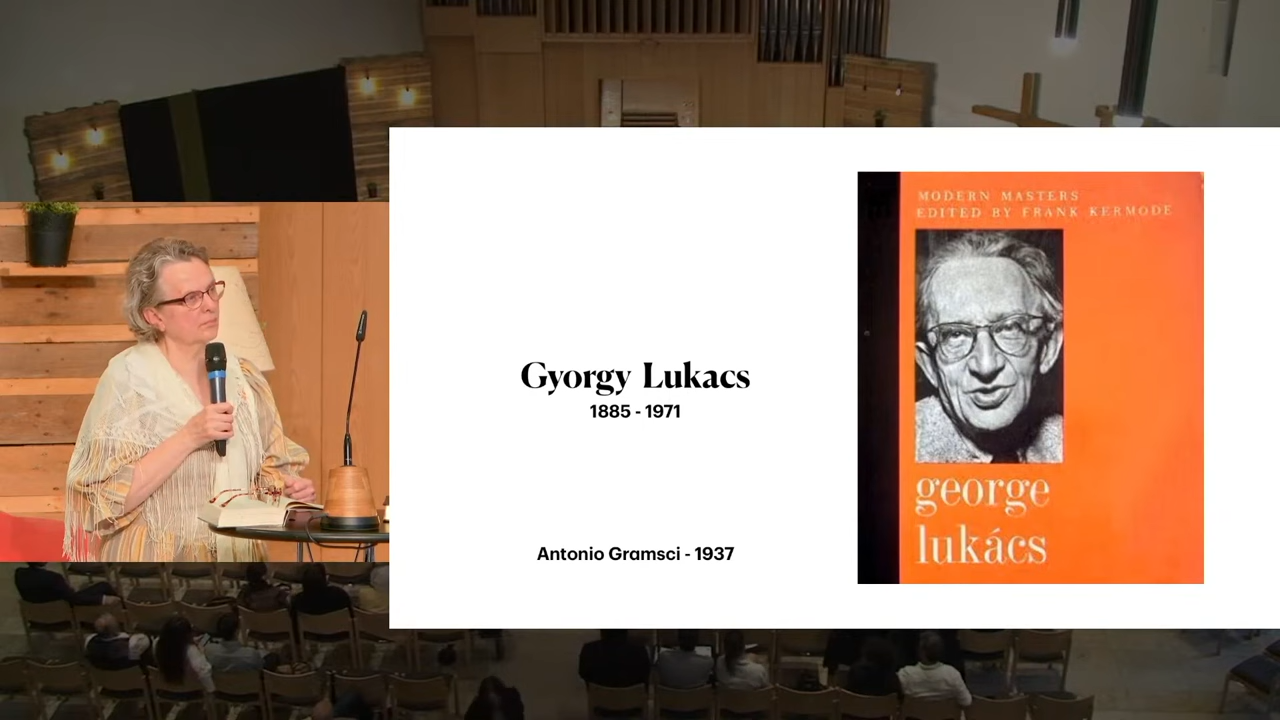 Gyorgy Lukacs
1885 - 1971
Antonio Gramsci - 1937
MODERN MASTERS
EDITED BY FRANK KERMODE
george
lukács